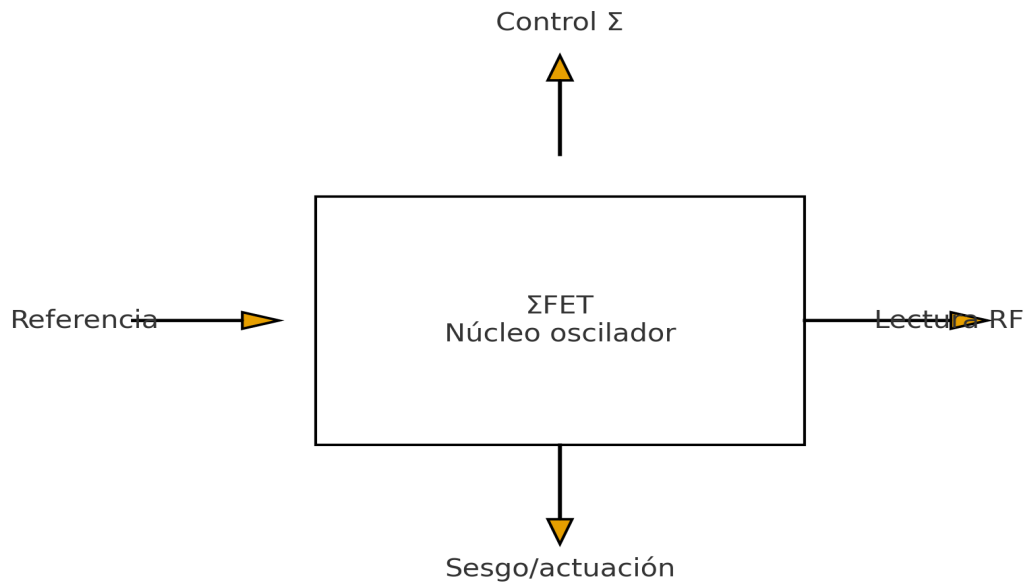 Control Σ
Referencia
ΣFET
Núcleo oscilador
Lectura RF
Sesgo/actuación